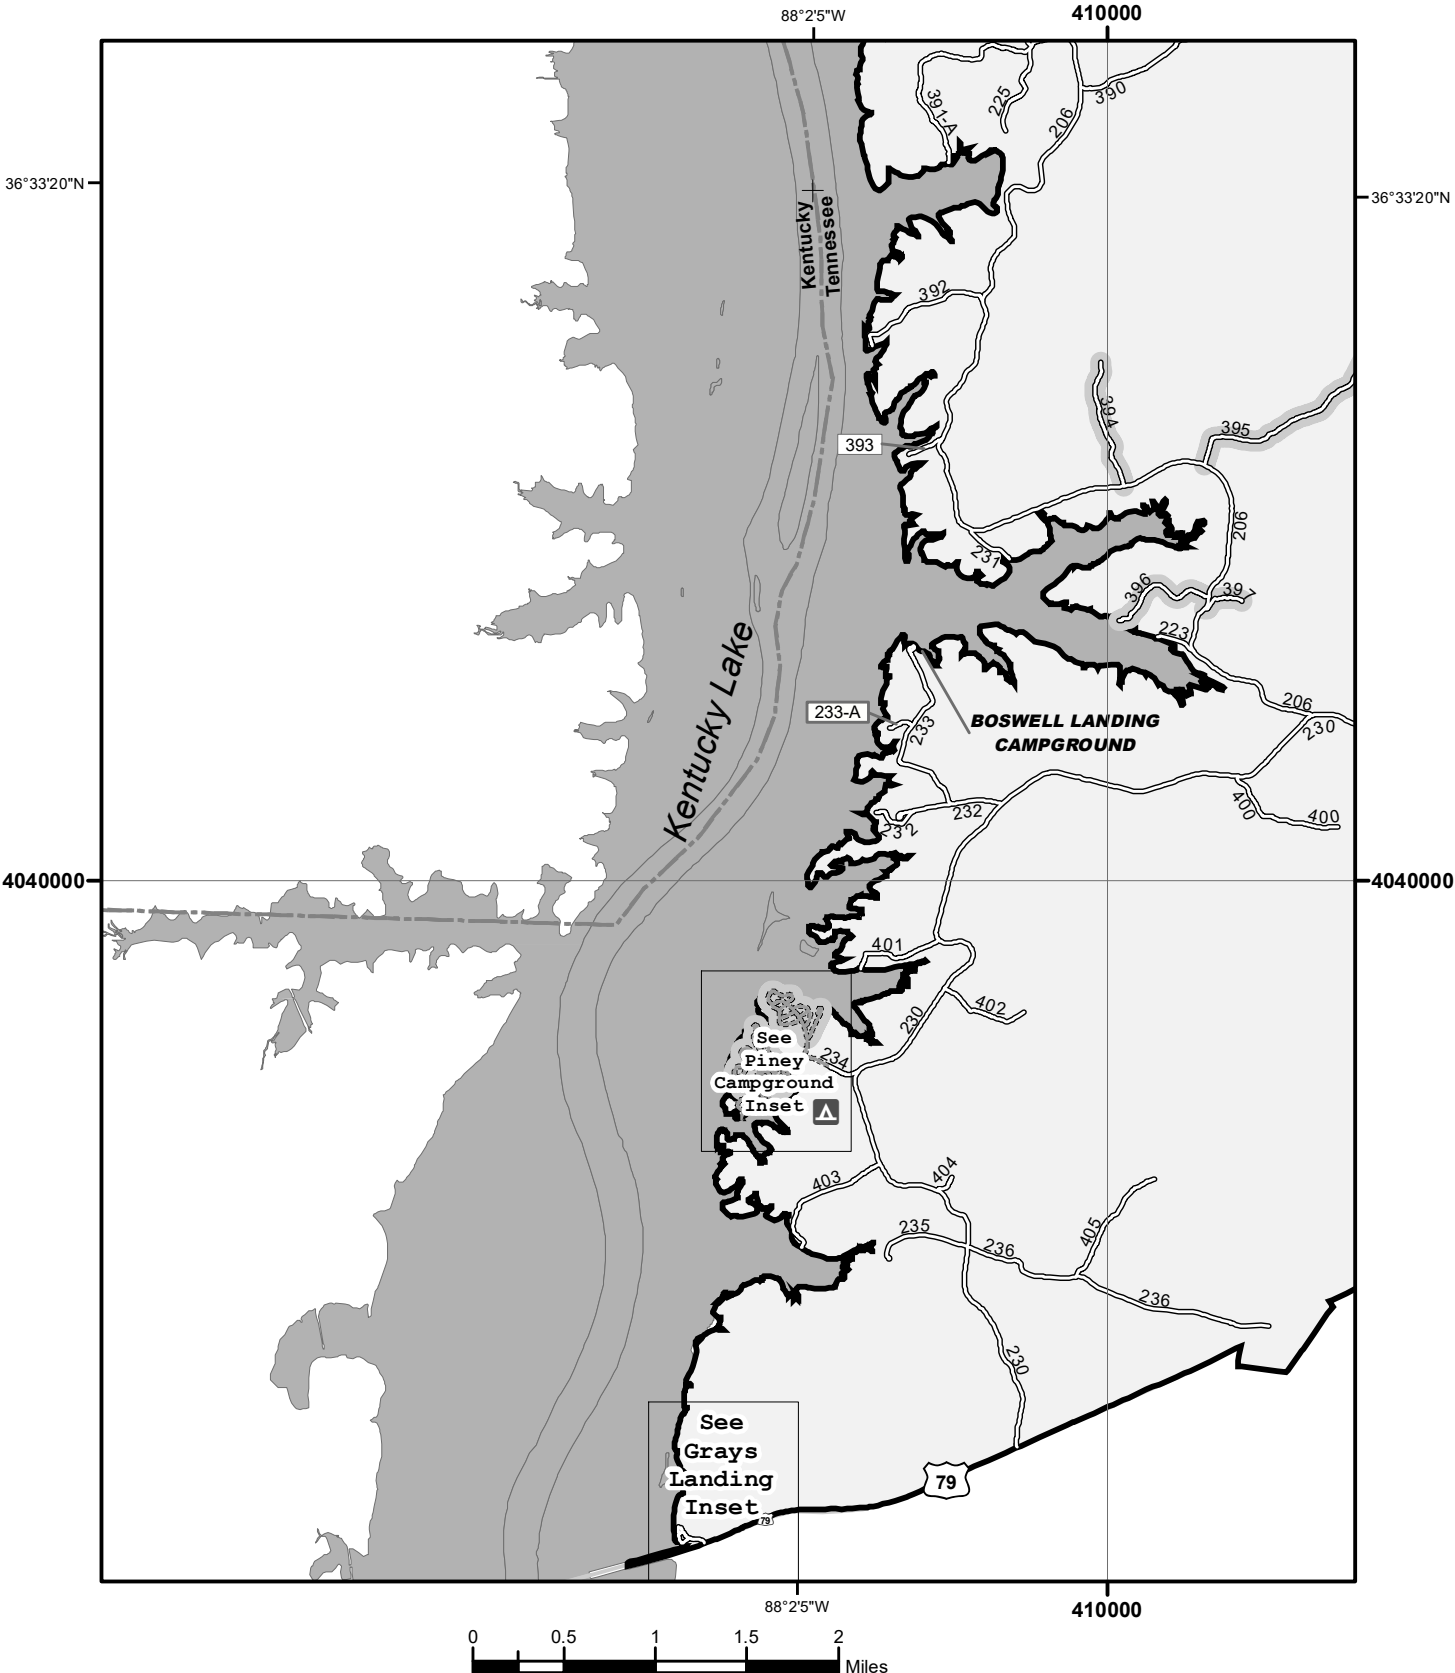 88°2'5"W
410000
36°33'20"N
36°33'20"N
391-A
225
206
390
Kentucky
Tennessee
392
394
395
393
206
231
396
397
223
Kentucky Lake
233-A
233
BOSWELL LANDING
CAMPGROUND
206
230
400
400
232
232
4040000
4040000
401
402
230
See
Piney
Campground
Inset
234
403
404
405
235
236
236
230
See
Grays
Landing
Inset
79
79
4
88°2'5"W
410000
0 0.5 1 1.5 2
Miles